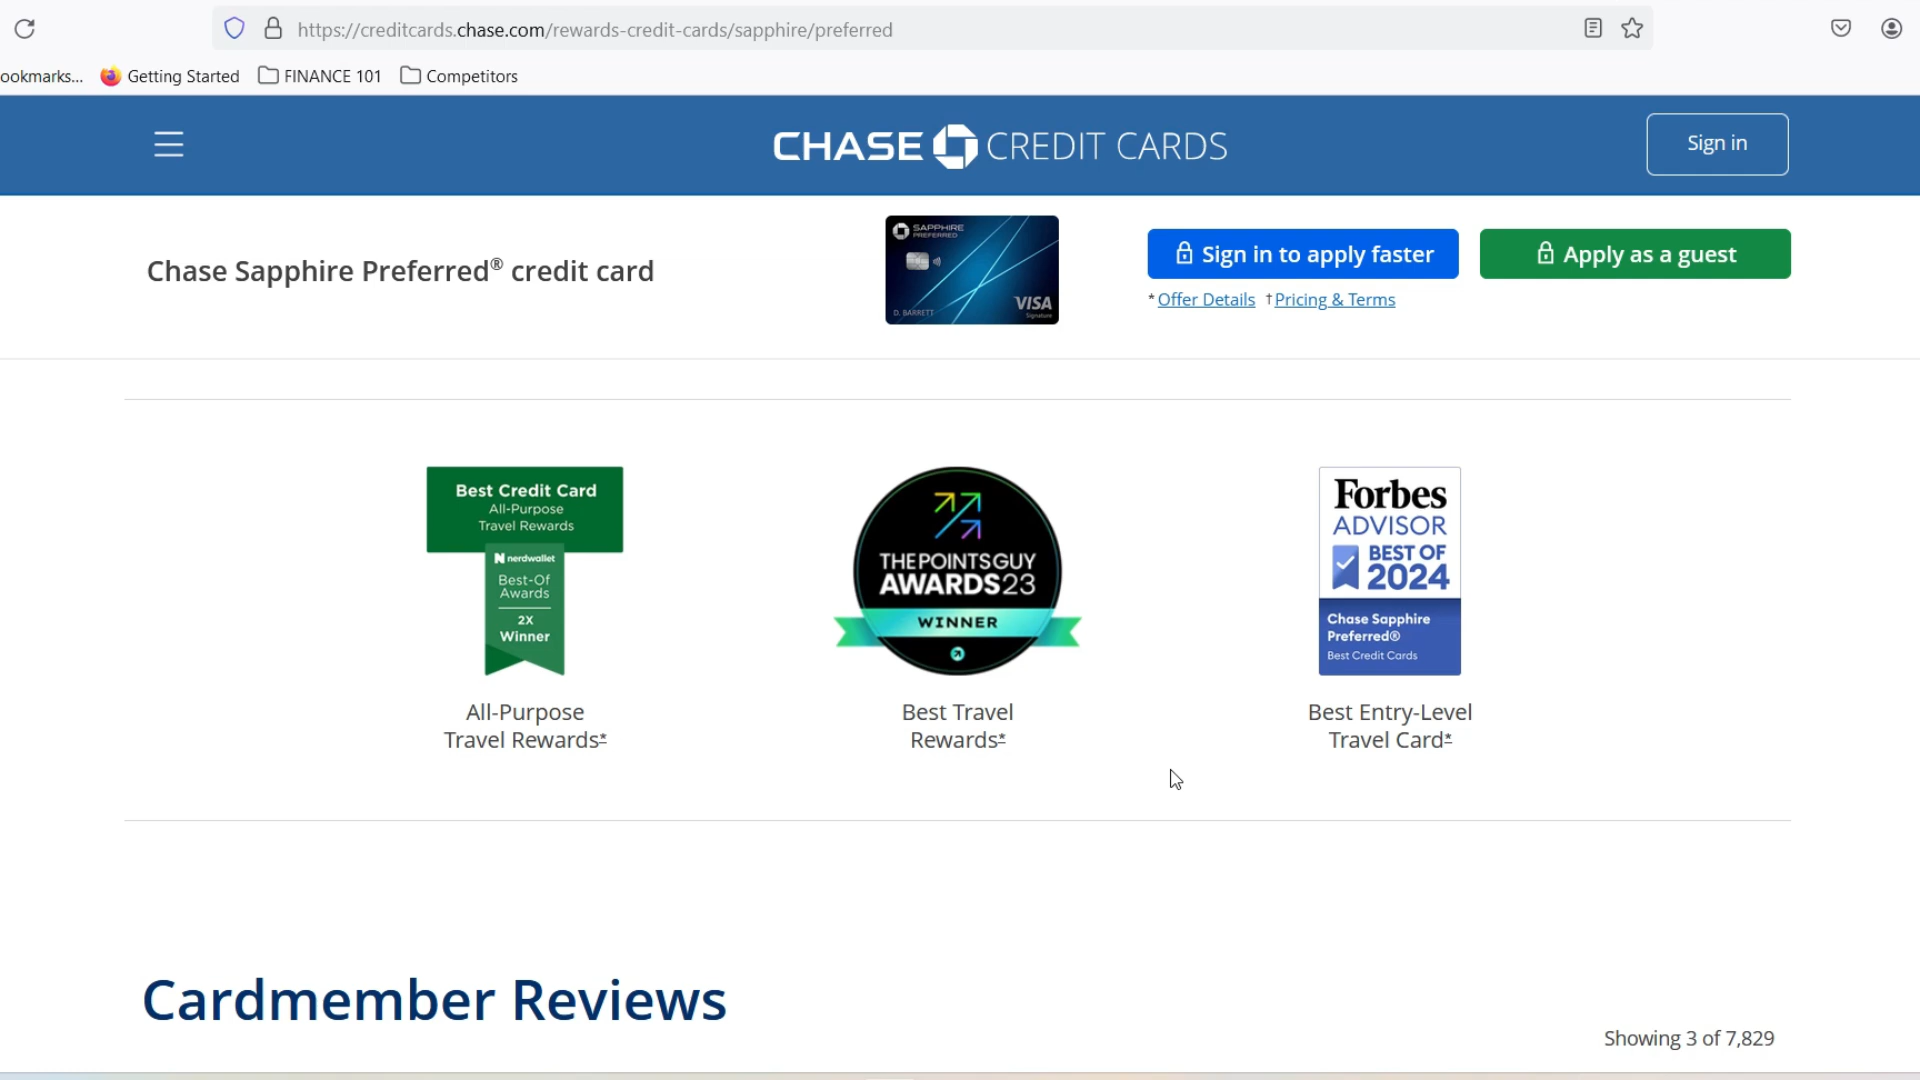 https://creditcards.chase.com/rewards-credit-cards/sapphire/preferred
ookmarks... Getting Started FINANCE 101 Competitors
CHASE CREDIT CARDS
Sign in
Chase Sapphire Preferred® credit card
SAPPHIRE
PREFERRED
D. BARRETT
VISA
Signature
Sign in to apply faster
Apply as a guest
*Offer Details †Pricing & Terms
Best Credit Card
All-Purpose
Travel Rewards
nerdwallet
Best-Of
Awards
2X
Winner
All-Purpose
Travel Rewards*
THE POINTS GUY
AWARDS23
WINNER
Best Travel
Rewards*
Forbes
ADVISOR
BEST OF
2024
Chase Sapphire
Preferred®
Best Credit Cards
Best Entry-Level
Travel Card*
Cardmember Reviews
Showing 3 of 7,829